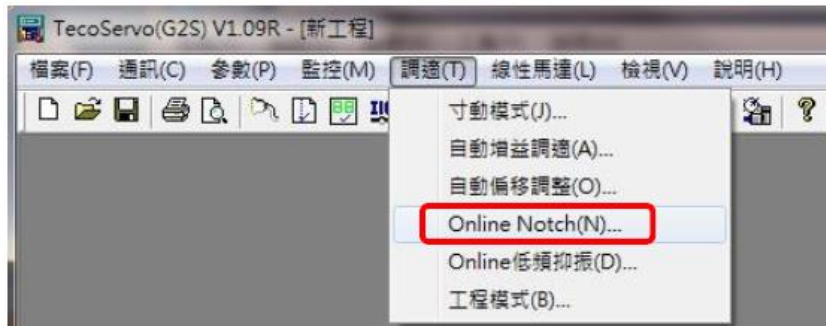 TecoServo(G2S) V1.09R - [新工程]
檔案(F) 通訊(C) 參數(P) 監控(M) 調適(T) 線性馬達(L) 檢視(V) 說明(H)
寸動模式(J)...
自動增益調適(A)...
自動偏移調整(O)...
Online Notch(N)...
Online低頻抑振(D)...
工程模式(B)...